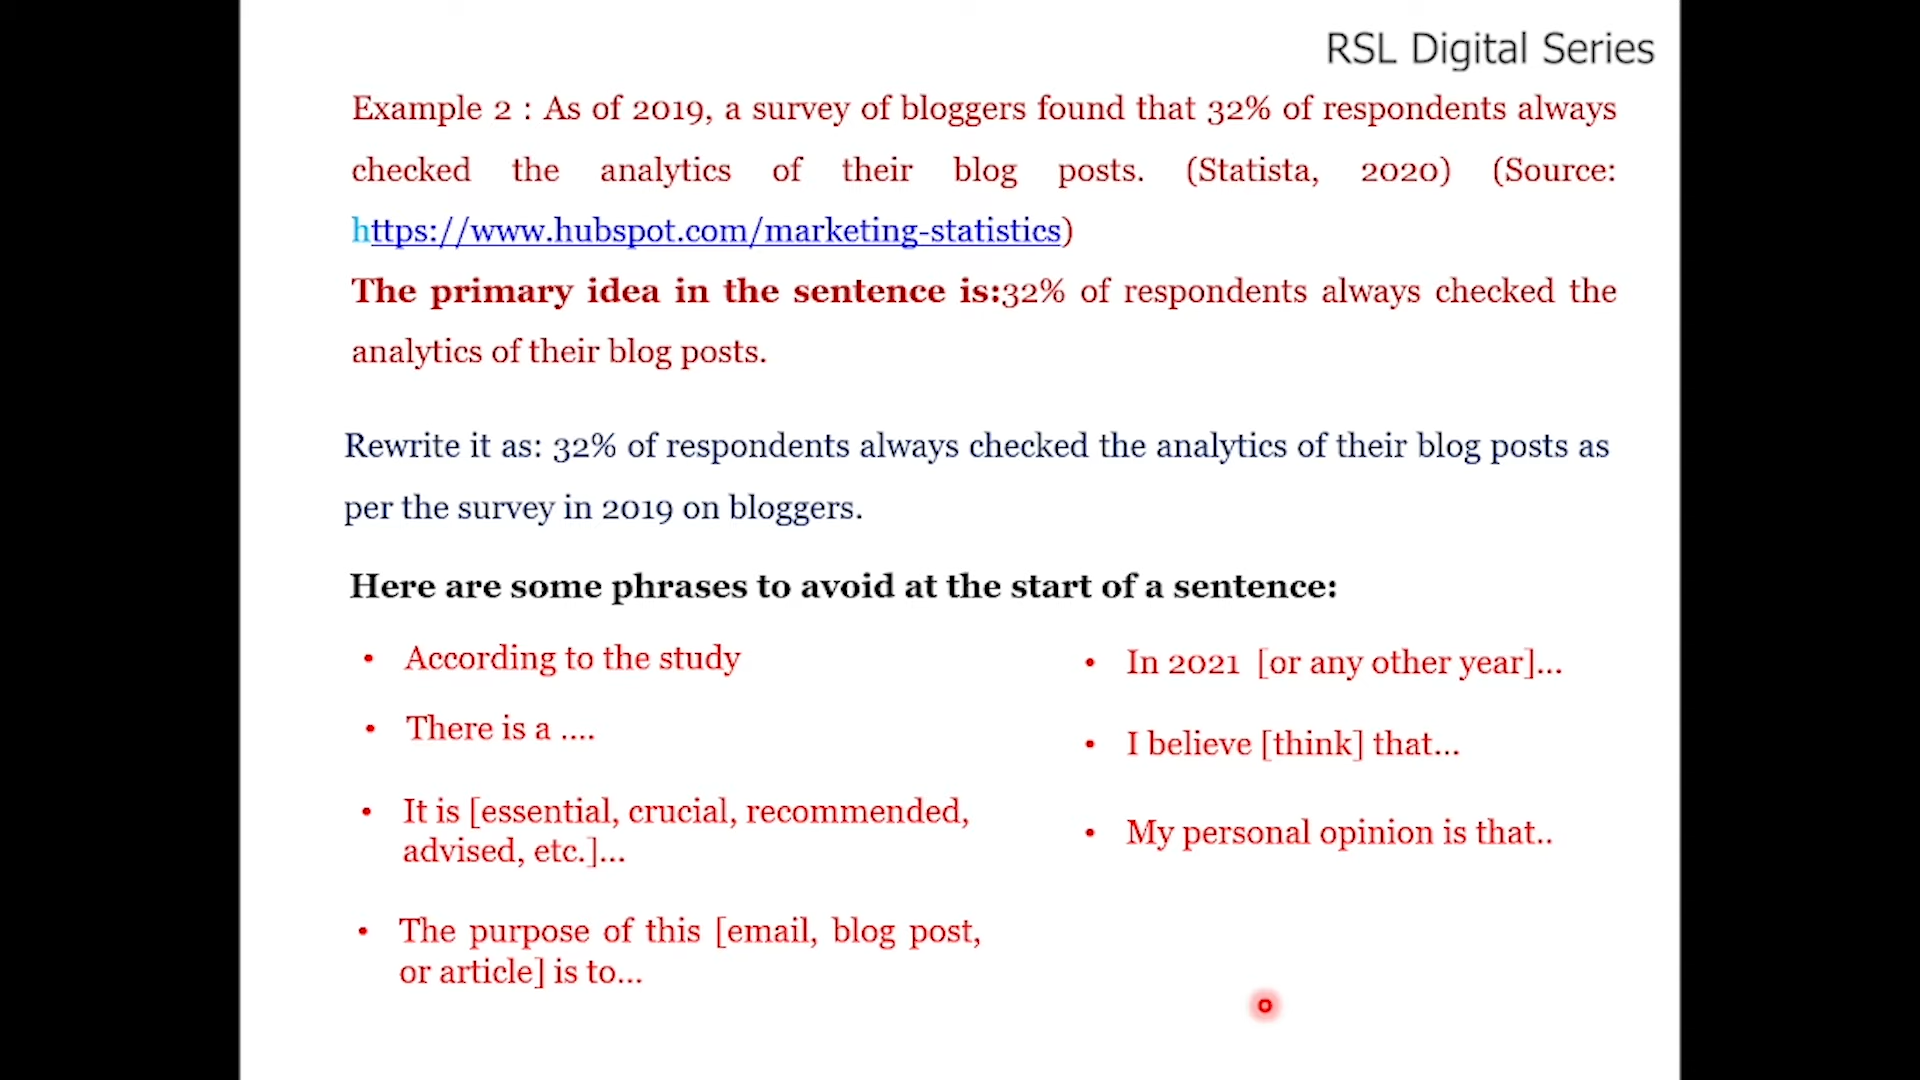 RSL Digital Series
Example 2 : As of 2019, a survey of bloggers found that 32% of respondents always
checked the analytics of their blog posts. (Statista, 2020) (Source:
https://www.hubspot.com/marketing-statistics)
The primary idea in the sentence is:32% of respondents always checked the
analytics of their blog posts.
Rewrite it as: 32% of respondents always checked the analytics of their blog posts as
per the survey in 2019 on bloggers.
Here are some phrases to avoid at the start of a sentence:
• According to the study
• There is a ....
• It is [essential, crucial, recommended,
advised, etc.]...
• The purpose of this [email, blog post,
or article] is to...
• In 2021 [or any other year]...
• I believe [think] that...
• My personal opinion is that..